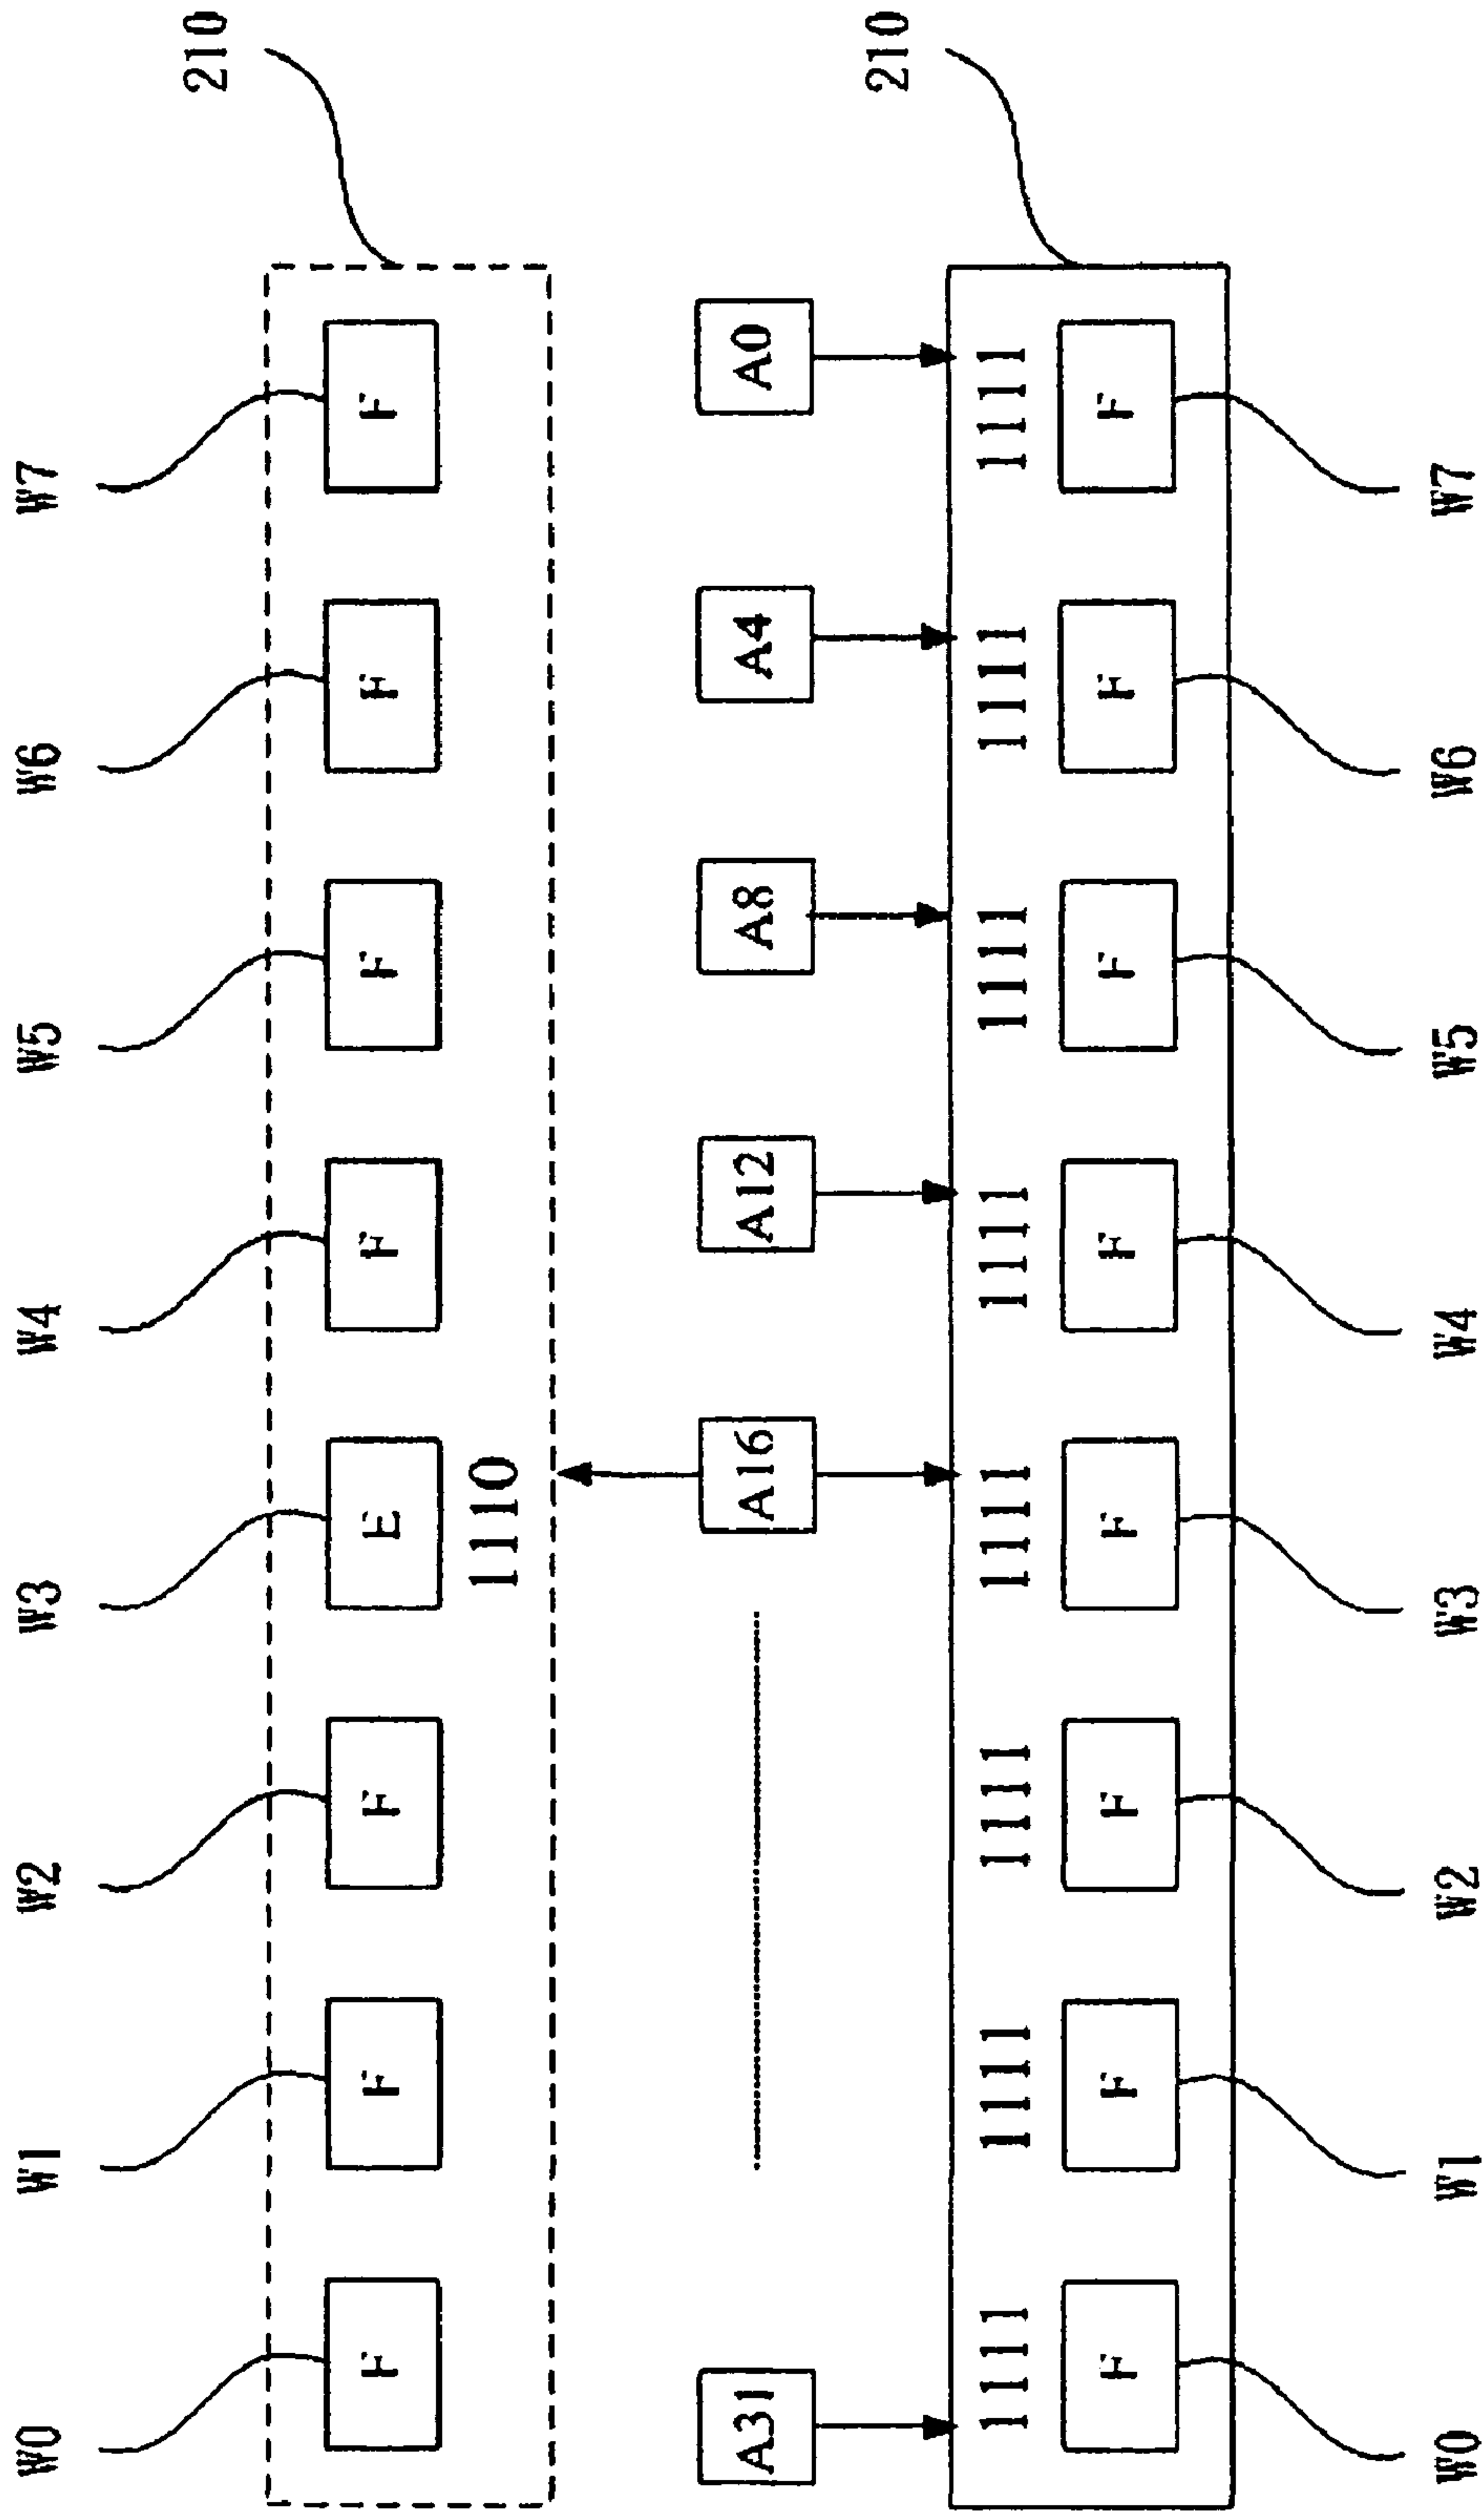 210
W0 W1 W2 W3 W4 W5 W6 W7
F F F E F F F F
1110
A31 A16 A12 A8 A4 A0
210
1111 1111 1111 1111 1111 1111 1111 1111
F F F F F F F F
W0 W1 W2 W3 W4 W5 W6 W7